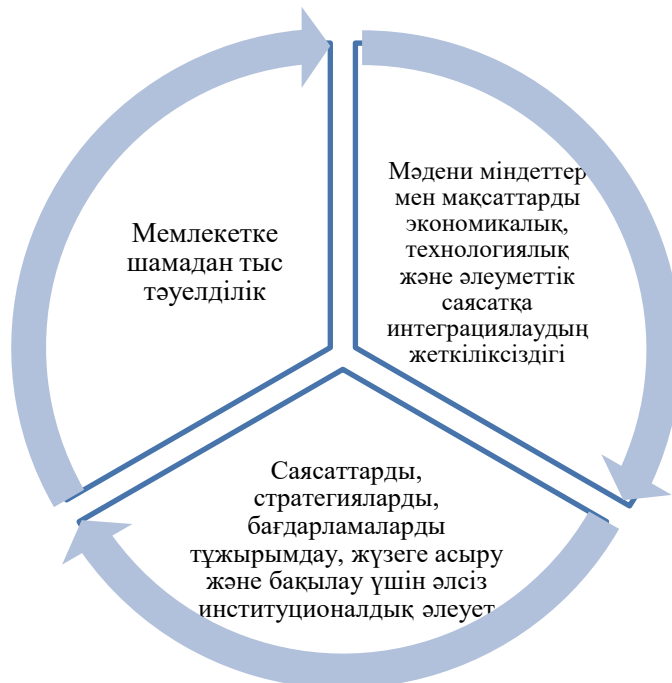 Мемлекетке
шамадан тыс
тәуелділік
Мәдени міндеттер
мен мақсаттарды
экономикалық,
технологиялық
және әлеуметтік
саясатқа
интеграциялаудың
жеткіліксіздігі
Саясаттарды,
стратегияларды,
бағдарламаларды
тұжырымдау, жүзеге асыру
және бақылау үшін әлсіз
институционалдық әлеует